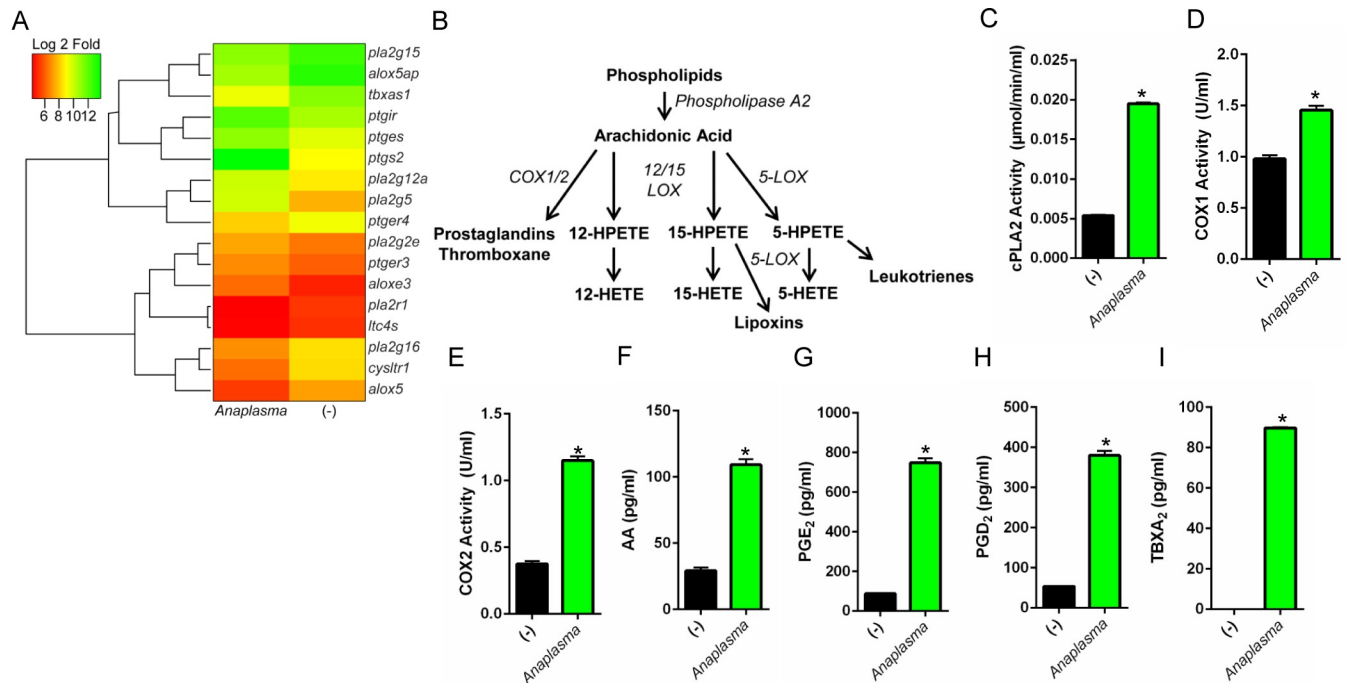 A
Log 2 Fold
6 8 10 12
pla2g15
alox5ap
tbxas1
ptgir
ptges
ptgs2
pla2g12a
pla2g5
ptger4
pla2g2e
ptger3
aloxe3
pla2r1
ltc4s
pla2g16
cysltr1
alox5
Anaplasma (-)
B
Phospholipids
Phospholipase A2
Arachidonic Acid
COX1/2
12/15
LOX
5-LOX
Prostaglandins
Thromboxane
12-HPETE 15-HPETE 5-HPETE
5-LOX
Leukotrienes
12-HETE 15-HETE 5-HETE
Lipoxins
C
cPLA2 Activity (µmol/min/ml)
0.025
0.020
0.015
0.010
0.005
0.000
*
(-)
Anaplasma
D
COX1 Activity (U/ml)
2.0
1.5
1.0
0.5
0.0
*
(-)
Anaplasma
E
COX2 Activity (U/ml)
1.5
1.0
0.5
0.0
*
(-)
Anaplasma
F
AA (pg/ml)
150
100
50
0
*
(-)
Anaplasma
G
PGE2 (pg/ml)
1000
800
600
400
200
0
*
(-)
Anaplasma
H
PGD2 (pg/ml)
500
400
300
200
100
0
*
(-)
Anaplasma
I
TBXA2 (pg/ml)
100
80
60
40
20
0
*
(-)
Anaplasma